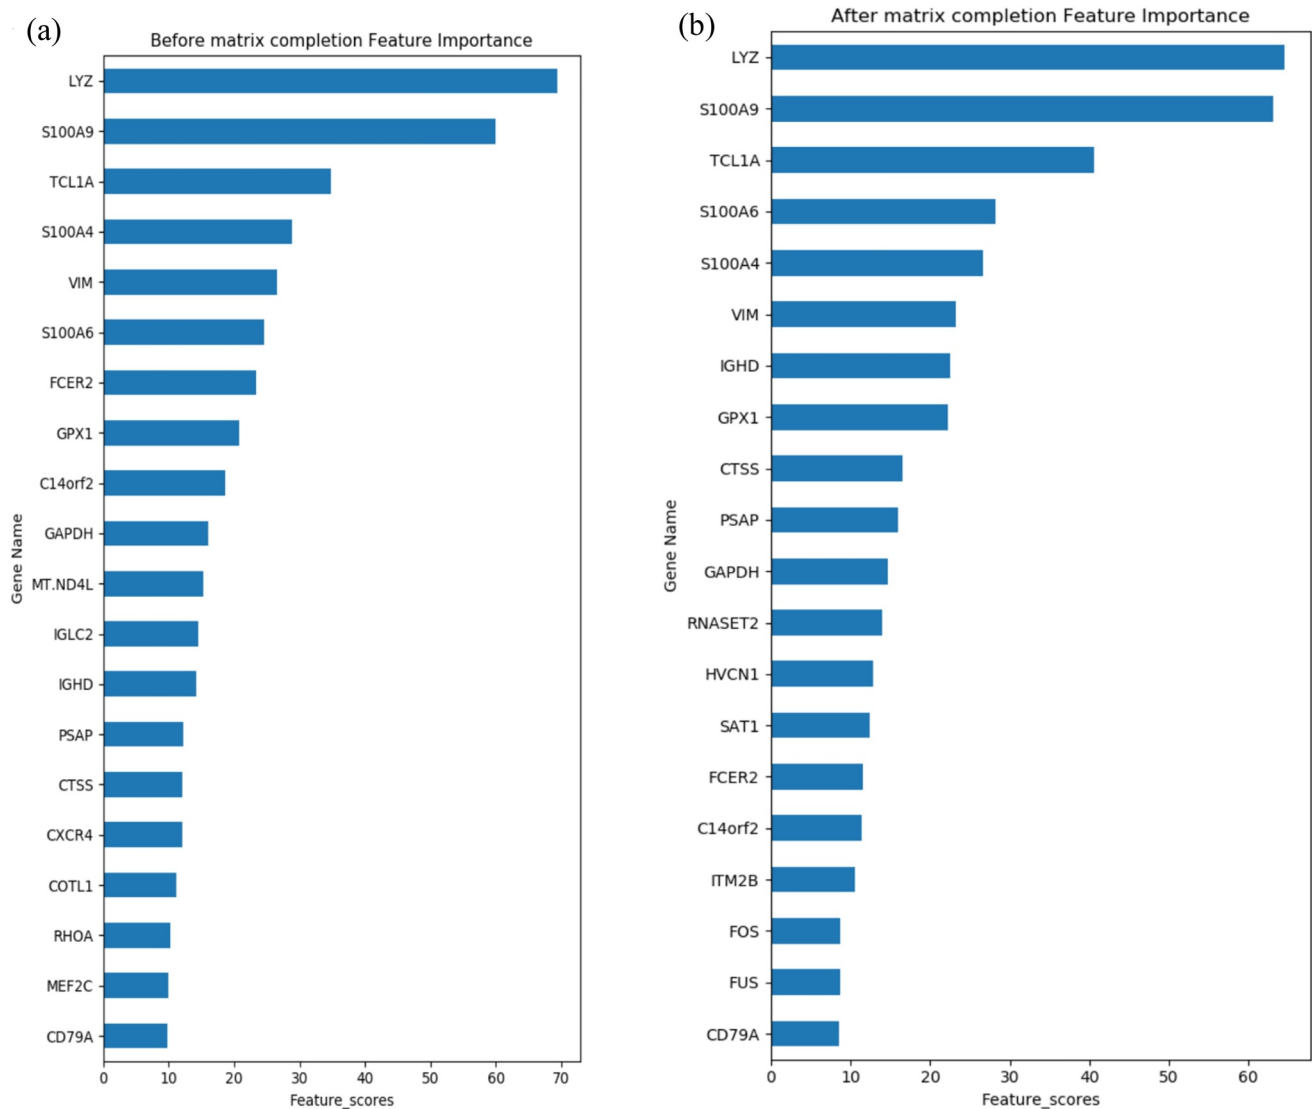 (a)
Before matrix completion Feature Importance
LYZ
S100A9
TCL1A
S100A4
VIM
S100A6
FCER2
GPX1
C14orf2
GAPDH
MT.ND4L
IGLC2
IGHD
PSAP
CTSS
CXCR4
COTL1
RHOA
MEF2C
CD79A
Gene Name
0 10 20 30 40 50 60 70
Feature_scores
(b)
After matrix completion Feature Importance
LYZ
S100A9
TCL1A
S100A6
S100A4
VIM
IGHD
GPX1
CTSS
PSAP
GAPDH
RNASET2
HVCN1
SAT1
FCER2
C14orf2
ITM2B
FOS
FUS
CD79A
Gene Name
0 10 20 30 40 50 60
Feature_scores